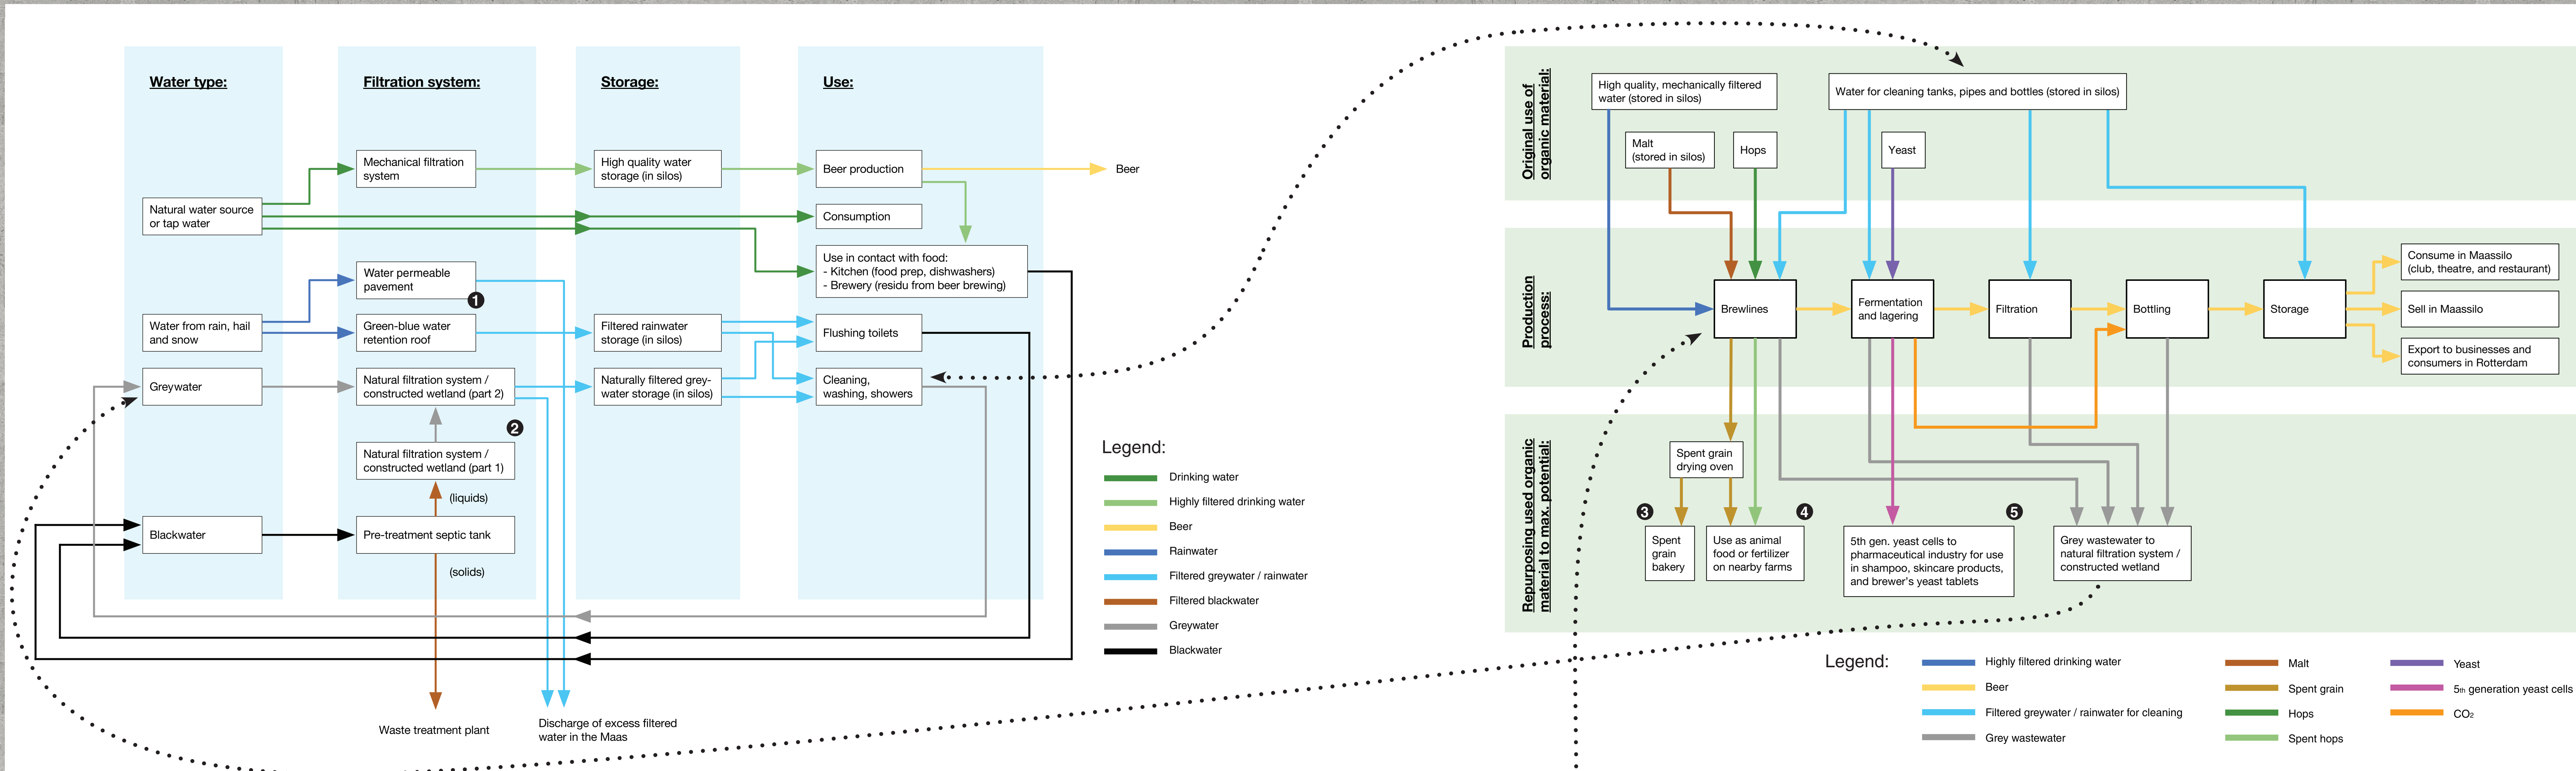 Water type:
Filtration system:
Storage:
Use:
Mechanical filtration
system
High quality water
storage (in silos)
Beer production
Beer
Natural water source
or tap water
Consumption
Use in contact with food:
- Kitchen (food prep, dishwashers)
- Brewery (residu from beer brewing)
Water permeable
pavement
1
Water from rain, hail
and snow
Green-blue water
retention roof
Filtered rainwater
storage (in silos)
Flushing toilets
Greywater
Natural filtration system /
constructed wetland (part 2)
Naturally filtered grey-
water storage (in silos)
Cleaning,
washing, showers
2
Natural filtration system /
constructed wetland (part 1)
(liquids)
Blackwater
Pre-treatment septic tank
(solids)
Waste treatment plant
Discharge of excess filtered
water in the Maas
Legend:
Drinking water
Highly filtered drinking water
Beer
Rainwater
Filtered greywater / rainwater
Filtered blackwater
Greywater
Blackwater
Original use of
organic material:
High quality, mechanically filtered
water (stored in silos)
Water for cleaning tanks, pipes and bottles (stored in silos)
Malt
(stored in silos)
Hops
Yeast
Production
process:
Brewlines
Fermentation
and lagering
Filtration
Bottling
Storage
Consume in Maassilo
(club, theatre, and restaurant)
Sell in Maassilo
Export to businesses and
consumers in Rotterdam
Repurposing used organic
material to max. potential:
Spent grain
drying oven
3
Spent
grain
bakery
4
Use as animal
food or fertilizer
on nearby farms
5
5th gen. yeast cells to
pharmaceutical industry for use
in shampoo, skincare products,
and brewer's yeast tablets
Grey wastewater to
natural filtration system /
constructed wetland
Legend:
Highly filtered drinking water
Beer
Filtered greywater / rainwater for cleaning
Grey wastewater
Malt
Spent grain
Hops
Spent hops
Yeast
5th generation yeast cells
CO2